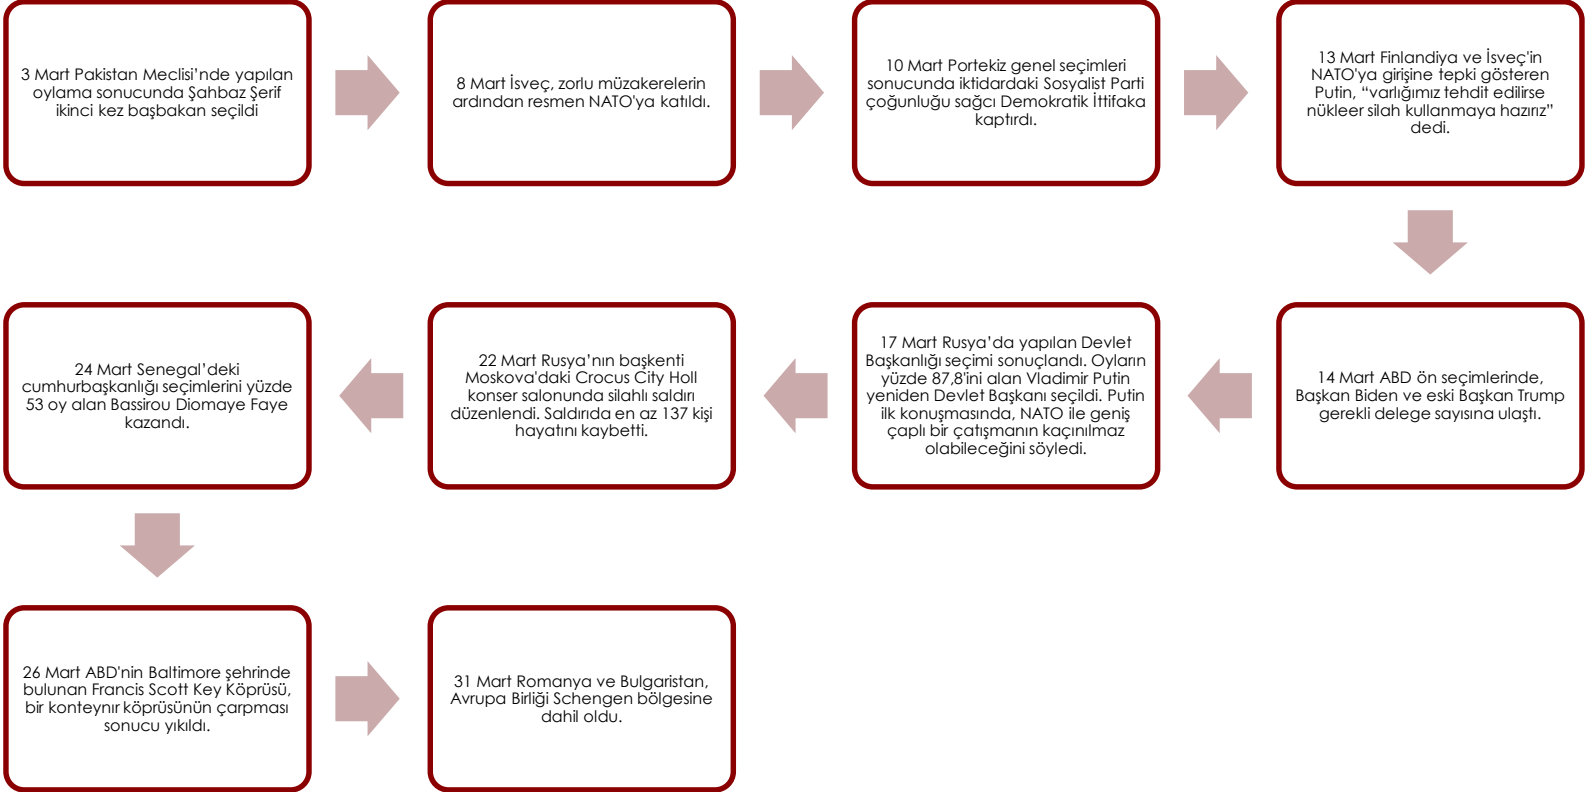 3 Mart Pakistan Meclisi’nde yapılan
oylama sonucunda Şahbaz Şerif
ikinci kez başbakan seçildi
8 Mart İsveç, zorlu müzakerelerin
ardından resmen NATO'ya katıldı.
10 Mart Portekiz genel seçimleri
sonucunda iktidardaki Sosyalist Parti
çoğunluğu sağcı Demokratik İttifaka
kaptırdı.
13 Mart Finlandiya ve İsveç'in
NATO'ya girişine tepki gösteren
Putin, “varlığımız tehdit edilirse
nükleer silah kullanmaya hazırız”
dedi.
14 Mart ABD ön seçimlerinde,
Başkan Biden ve eski Başkan Trump
gerekli delege sayısına ulaştı.
17 Mart Rusya’da yapılan Devlet
Başkanlığı seçimi sonuçlandı. Oyların
yüzde 87,8'ini alan Vladimir Putin
yeniden Devlet Başkanı seçildi. Putin
ilk konuşmasında, NATO ile geniş
çaplı bir çatışmanın kaçınılmaz
olabileceğini söyledi.
22 Mart Rusya’nın başkenti
Moskova'daki Crocus City Holl
konser salonunda silahlı saldırı
düzenlendi. Saldırıda en az 137 kişi
hayatını kaybetti.
24 Mart Senegal’deki
cumhurbaşkanlığı seçimlerini yüzde
53 oy alan Bassirou Diomaye Faye
kazandı.
26 Mart ABD'nin Baltimore şehrinde
bulunan Francis Scott Key Köprüsü,
bir konteynır köprüsünün çarpması
sonucu yıkıldı.
31 Mart Romanya ve Bulgaristan,
Avrupa Birliği Schengen bölgesine
dahil oldu.